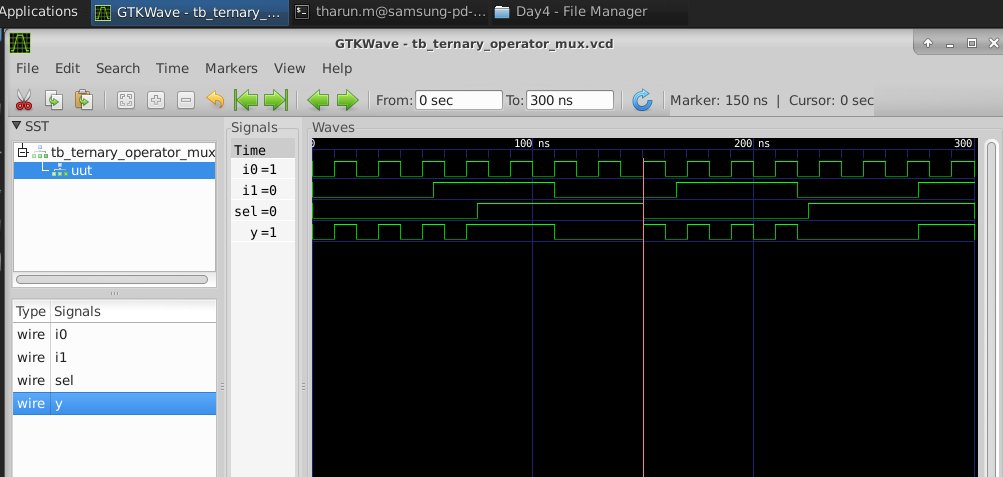 Applications
GTKWave - tb_ternary_...
tharun.m@samsung-pd-...
Day4 - File Manager
GTKWave - tb_ternary_operator_mux.vcd
File Edit Search Time Markers View Help
From: 0 sec To: 300 ns Marker: 150 ns | Cursor: 0 sec
SST
tb_ternary_operator_mux
uut
Type Signals
wire i0
wire i1
wire sel
wire y
Signals
Time
i0=1
i1=0
sel=0
y=1
Waves
0 100 ns 200 ns 300